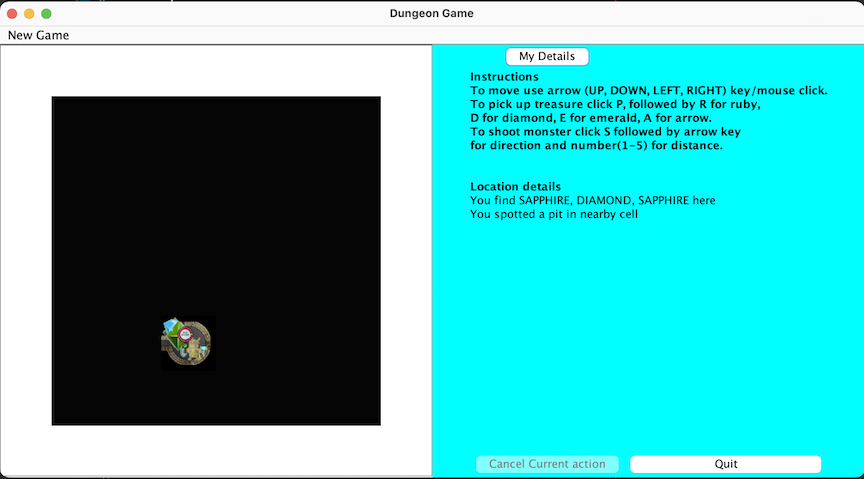 Dungeon Game
New Game
My Details
Instructions
To move use arrow (UP, DOWN, LEFT, RIGHT) key/mouse click.
To pick up treasure click P, followed by R for ruby,
D for diamond, E for emerald, A for arrow.
To shoot monster click S followed by arrow key
for direction and number(1-5) for distance.
Location details
You find SAPPHIRE, DIAMOND, SAPPHIRE here
You spotted a pit in nearby cell
Cancel Current action
Quit